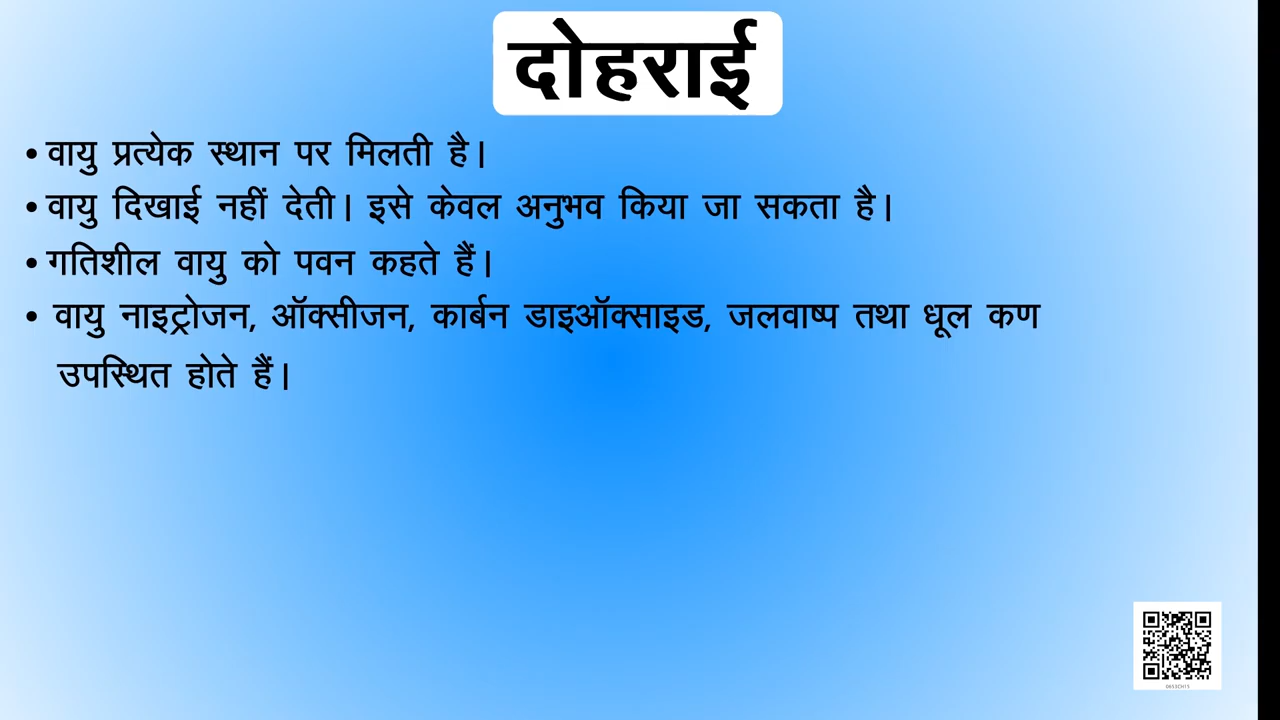 दोहराई
• वायु प्रत्येक स्थान पर मिलती है।
• वायु दिखाई नहीं देती। इसे केवल अनुभव किया जा सकता है।
• गतिशील वायु को पवन कहते हैं।
• वायु नाइट्रोजन, ऑक्सीजन, कार्बन डाइऑक्साइड, जलवाष्प तथा धूल कण
उपस्थित होते हैं।
0653CH15